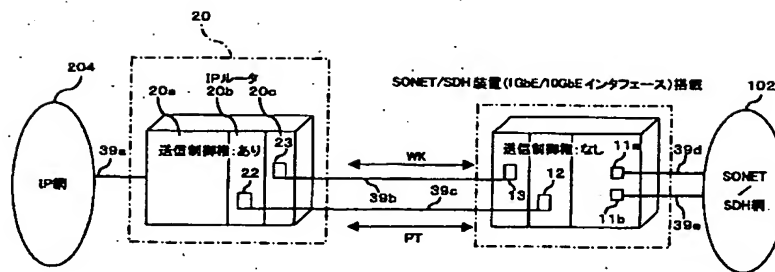 20
204
IPルータ
20a
20b
20c
SONET/SDH 装置(1GbE/10GbEインタフェース)搭載
102
39a
送信制御権:あり
23
WK
送信制御権:なし
11a
39d
IP網
22
39b
39c
13
12
SONET
/
SDH網
PT
11b
39e